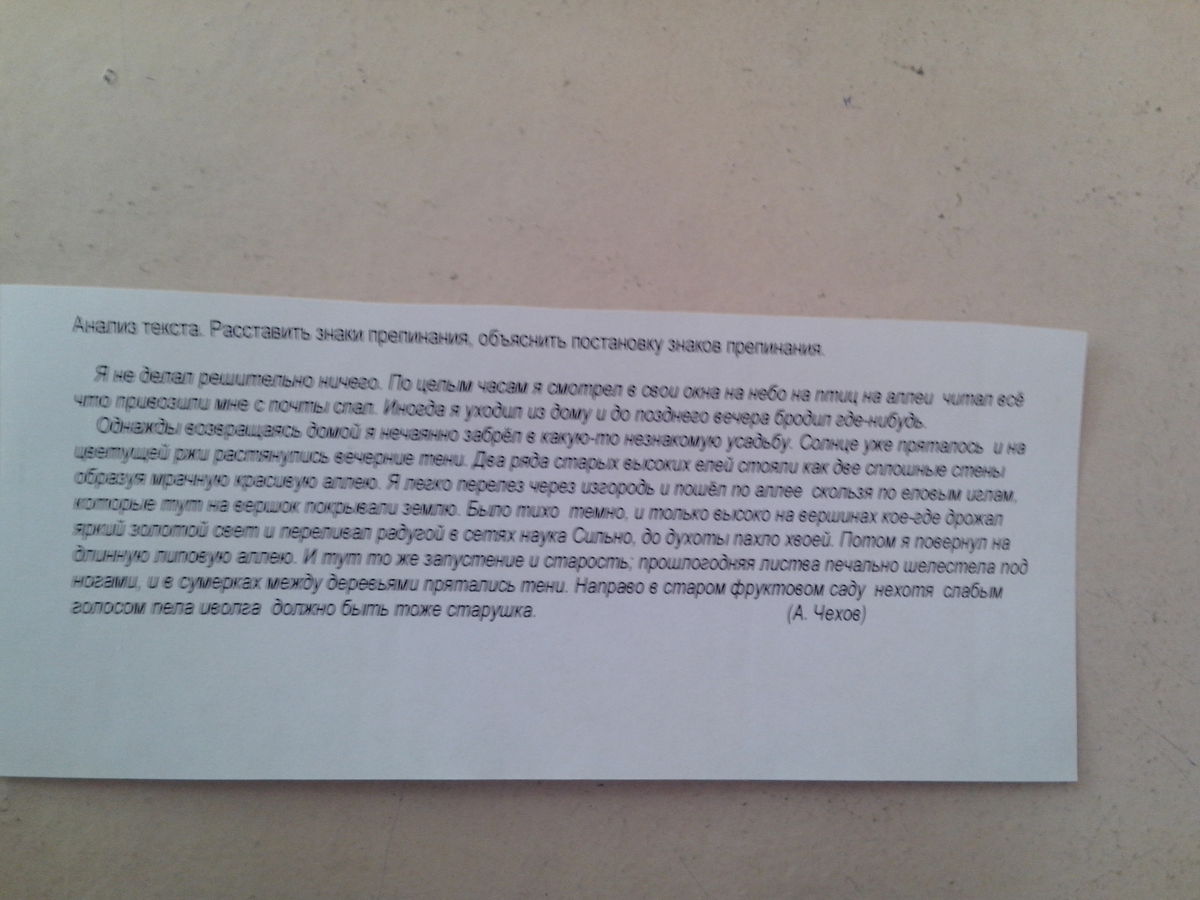 Анализ текста. Расставить знаки препинания, объяснить постановку знаков препинания.
Я не делал решительно ничего. По целым часам я смотрел в свои окна на небо на птиц на аллеи читал всё
что привозили мне с почты спал. Иногда я уходил из дому и до позднего вечера бродил где-нибудь.
Однажды возвращаясь домой я нечаянно забрёл в какую-то незнакомую усадьбу. Солнце уже пряталось и на
цветущей ржи растянулись вечерние тени. Два ряда старых высоких елей стояли как две сплошные стены
образуя мрачную красивую аллею. Я легко перелез через изгородь и пошёл по аллее скользя по еловым иглам,
которые тут на вершок покрывали землю. Было тихо темно, и только высоко на вершинах кое-где дрожал
яркий золотой свет и переливал радугой в сетях паука Сильно, до духоты пахло хвоей. Потом я повернул на
длинную липовую аллею. И тут то же запустение и старость; прошлогодняя листва печально шелестела под
ногами, и в сумерках между деревьями прятались тени. Направо в старом фруктовом саду нехотя слабым
голосом пела иволга должно быть тоже старушка. (А. Чехов)